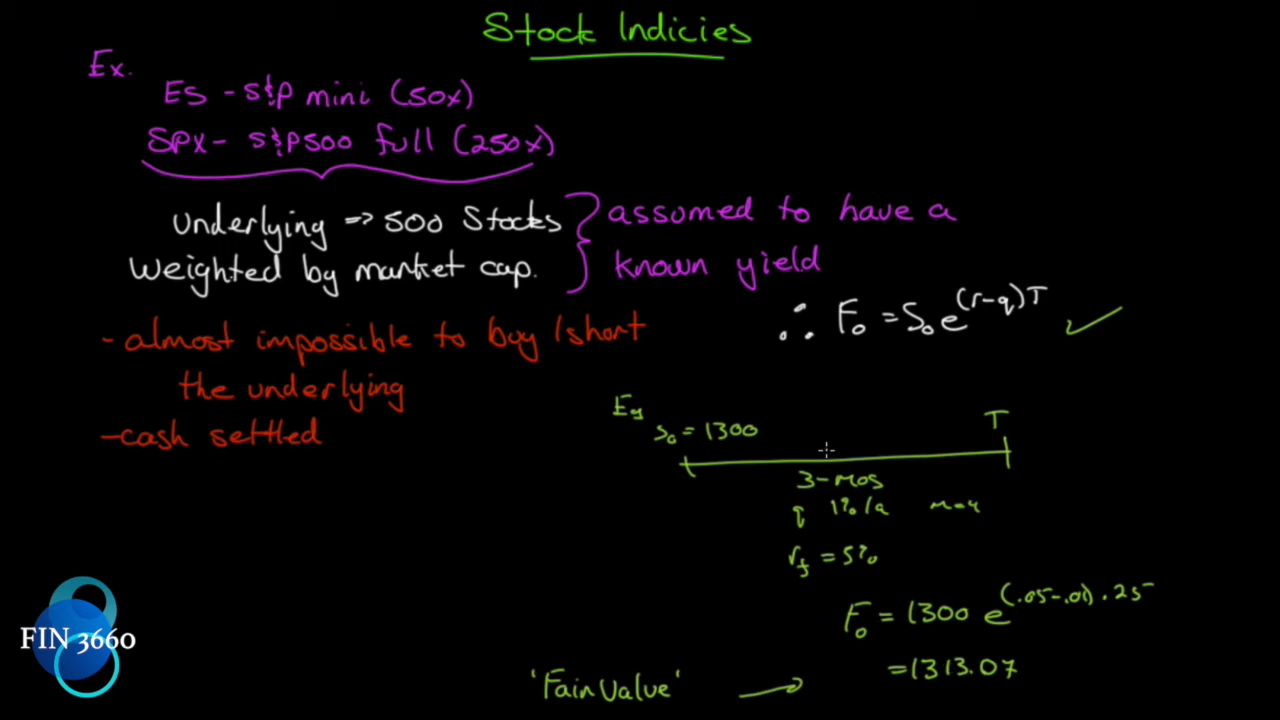 Stock Indicies
Ex.
ES - S&P mini (50x)
SPX - S&P500 full (250x)
Underlying => 500 Stocks
Weighted by market cap.
assumed to have a
known yield
∴ F₀ = S₀e^(r-q)T ✓
- almost impossible to buy / short
the underlying
- cash settled
Eg
S₀ = 1300
T
3-mos
q 1%/a
r_f = 5%
F₀ = 1300 e^(.05-.01).25
= 1313.07
'Fair Value' →
FIN 3660